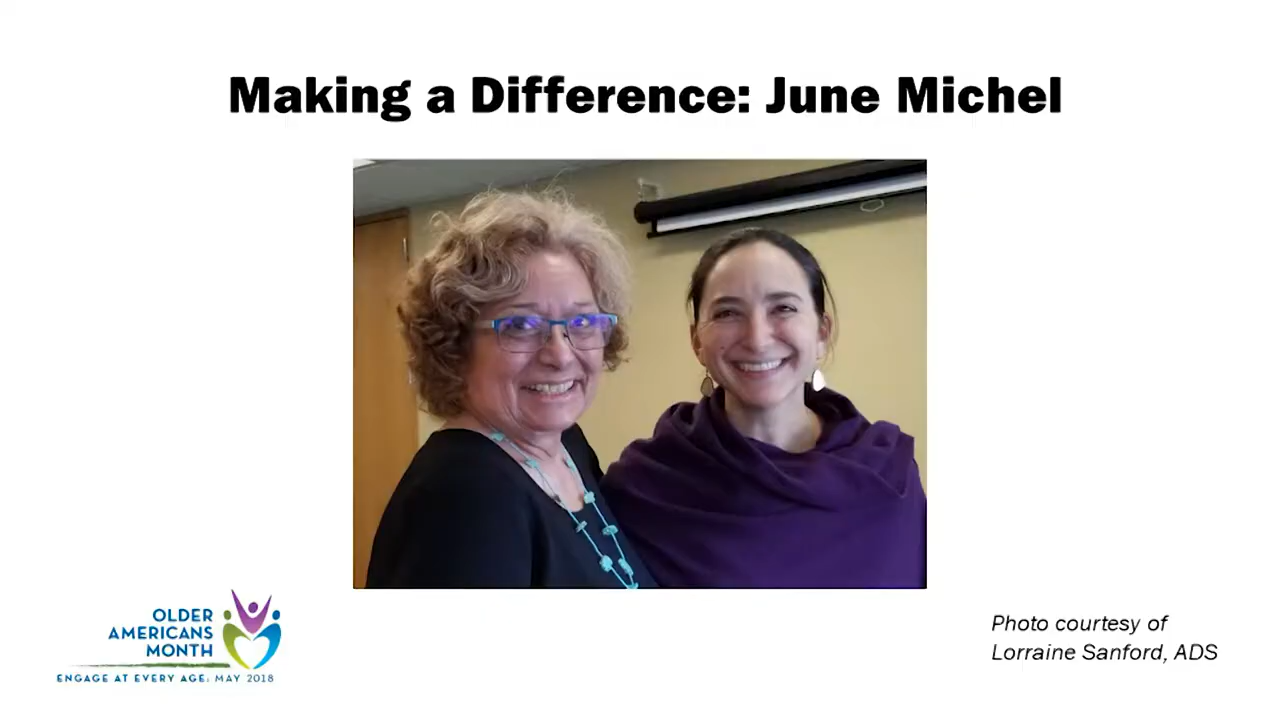 Making a Difference: June Michel
OLDER
AMERICANS
MONTH
ENGAGE AT EVERY AGE: MAY 2018
Photo courtesy of
Lorraine Sanford, ADS